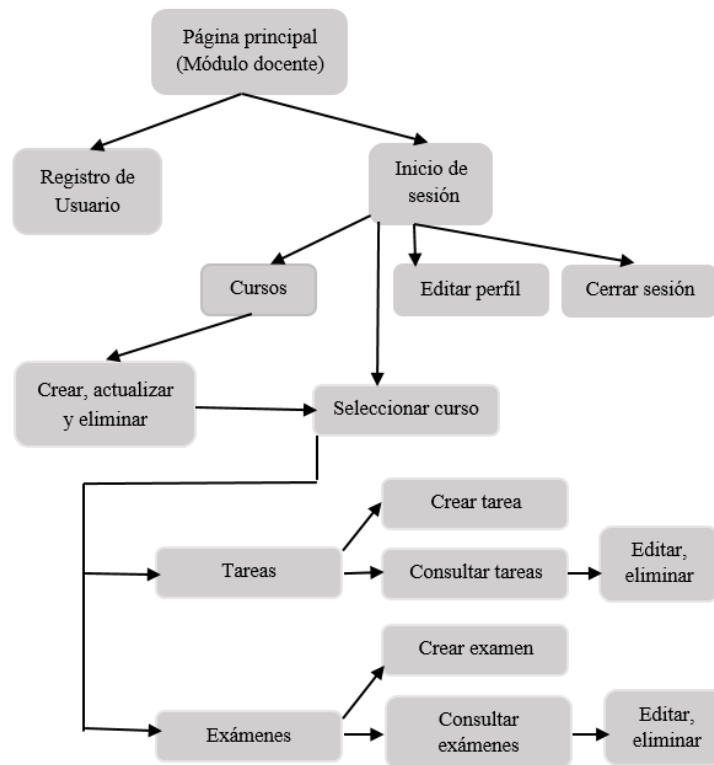 Página principal
(Módulo docente)
Registro de
Usuario
Inicio de
sesión
Cursos
Editar perfil
Cerrar sesión
Crear, actualizar
y eliminar
Seleccionar curso
Crear tarea
Tareas
Consultar tareas
Editar,
eliminar
Crear examen
Exámenes
Consultar
exámenes
Editar,
eliminar